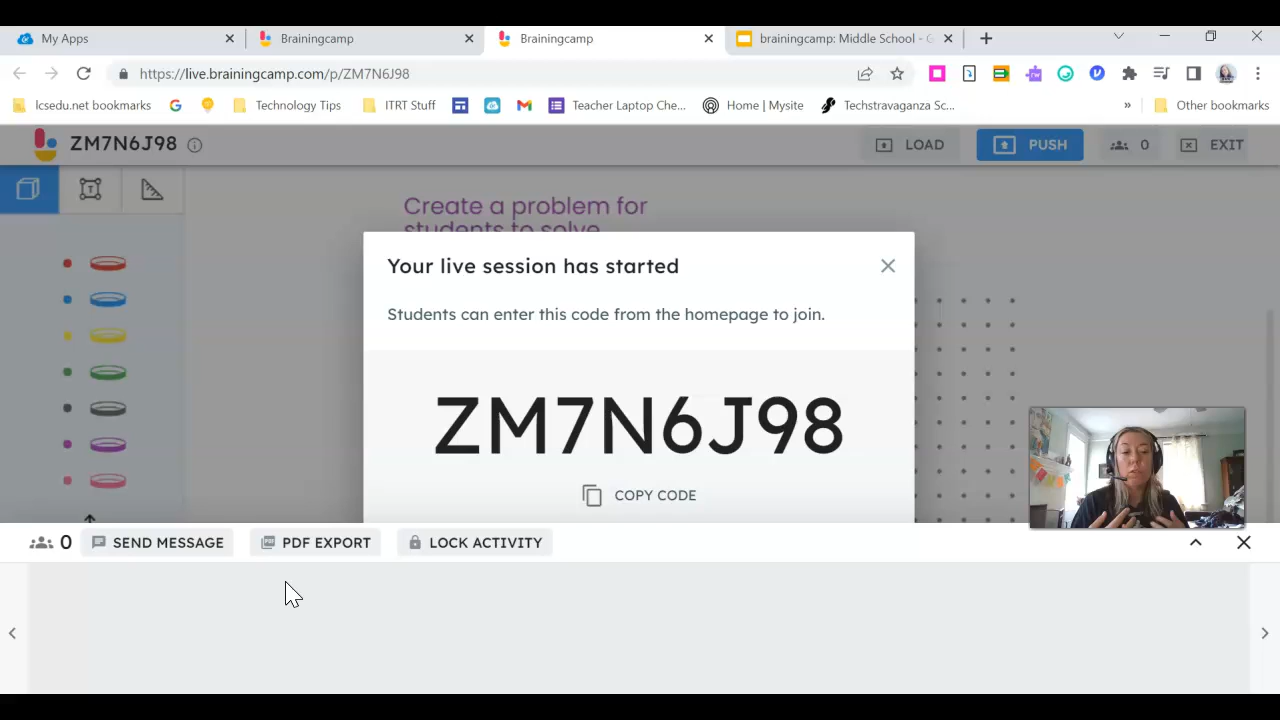 My Apps
Brainingcamp
Brainingcamp
brainingcamp: Middle School - G
https://live.brainingcamp.com/p/ZM7N6J98
lcsedu.net bookmarks
Technology Tips
ITRT Stuff
Teacher Laptop Che...
Home | Mysite
Techstravaganza Sc...
»
Other bookmarks
ZM7N6J98
LOAD
PUSH
0
EXIT
Create a problem for
students to solve
Your live session has started
Students can enter this code from the homepage to join.
ZM7N6J98
COPY CODE
0
SEND MESSAGE
PDF EXPORT
LOCK ACTIVITY